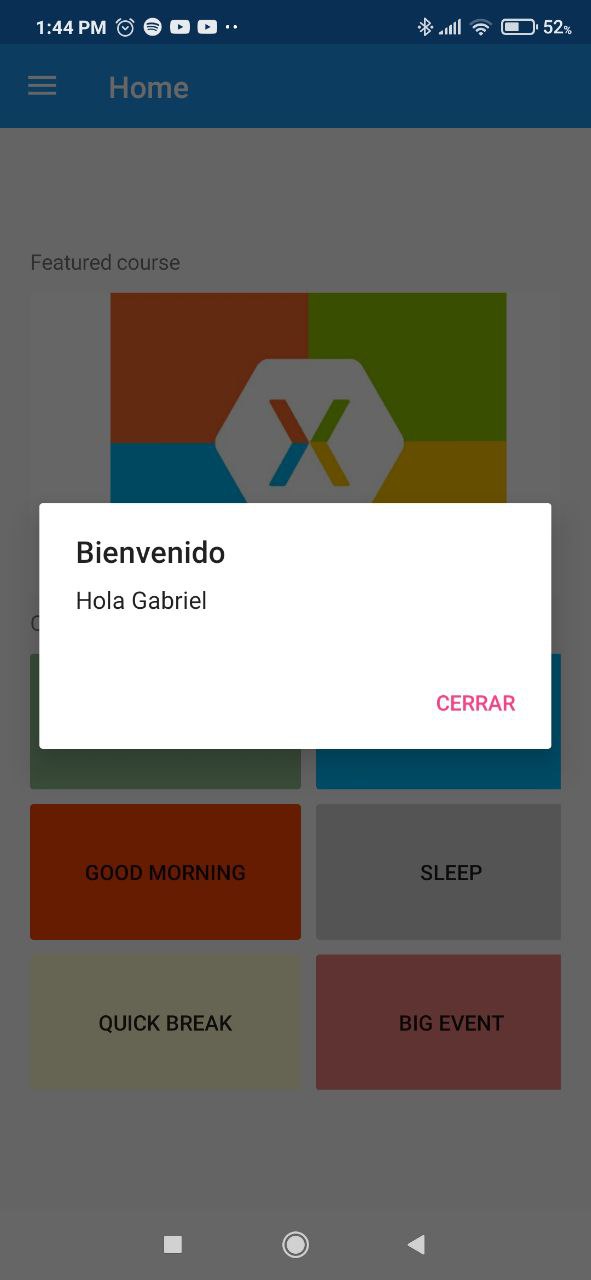 1:44 PM 52%
Home
Featured course
Bienvenido
Hola Gabriel
CERRAR
GOOD MORNING SLEEP
QUICK BREAK BIG EVENT